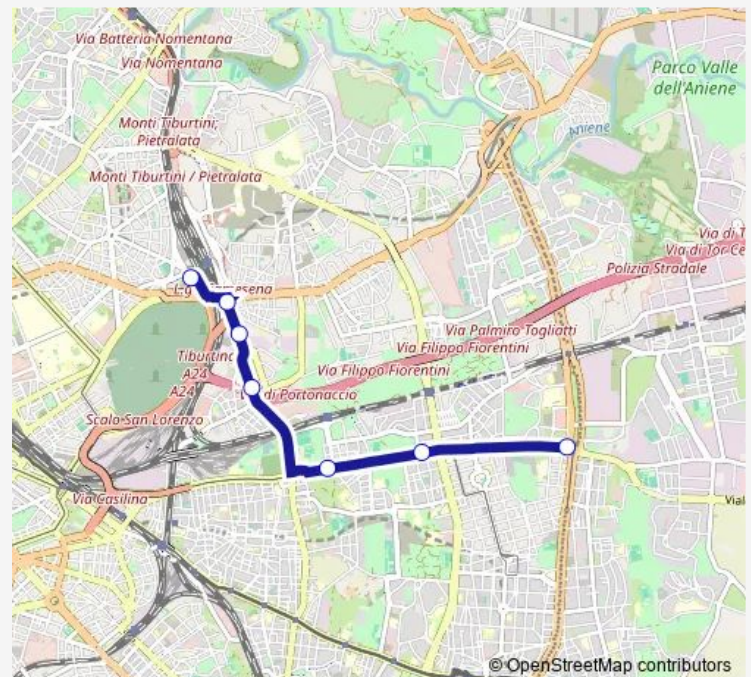 Via Batteria Nomentana
Via Nomentana
Parco Valle
dell'Aniene
Monti Tiburtini;
Pietralata
Aniene
Monti Tiburtini / Pietralata
Via di T
Via di Tor Ce
Polizia Stradale
Via Palmiro Togliatti
Via Filippo Fiorentini
Tiburtina
Via Filippo Fiorentini
A24
A24
di Portonaccio
Scalo San Lorenzo
Via Casilina
Vial
© OpenStreetMap contributors